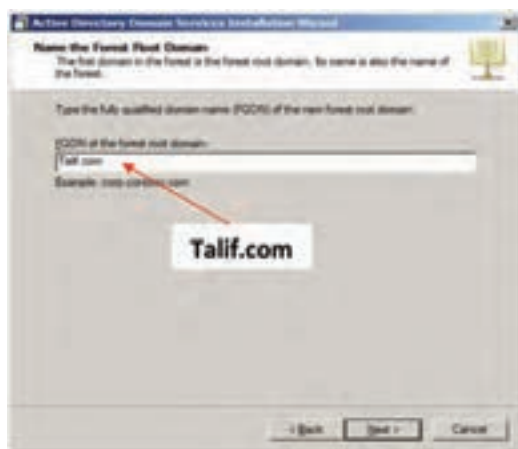 Active Directory Domain Services Installation Wizard
Name the Forest Root Domain
The first domain in the forest is the forest root domain. Its name is also the name of
the forest.
Type the fully qualified domain name (FQDN) of the new forest root domain:
FQDN of the forest root domain:
Talif.com
Example: corp.contoso.com
Talif.com
< Back
Next >
Cancel